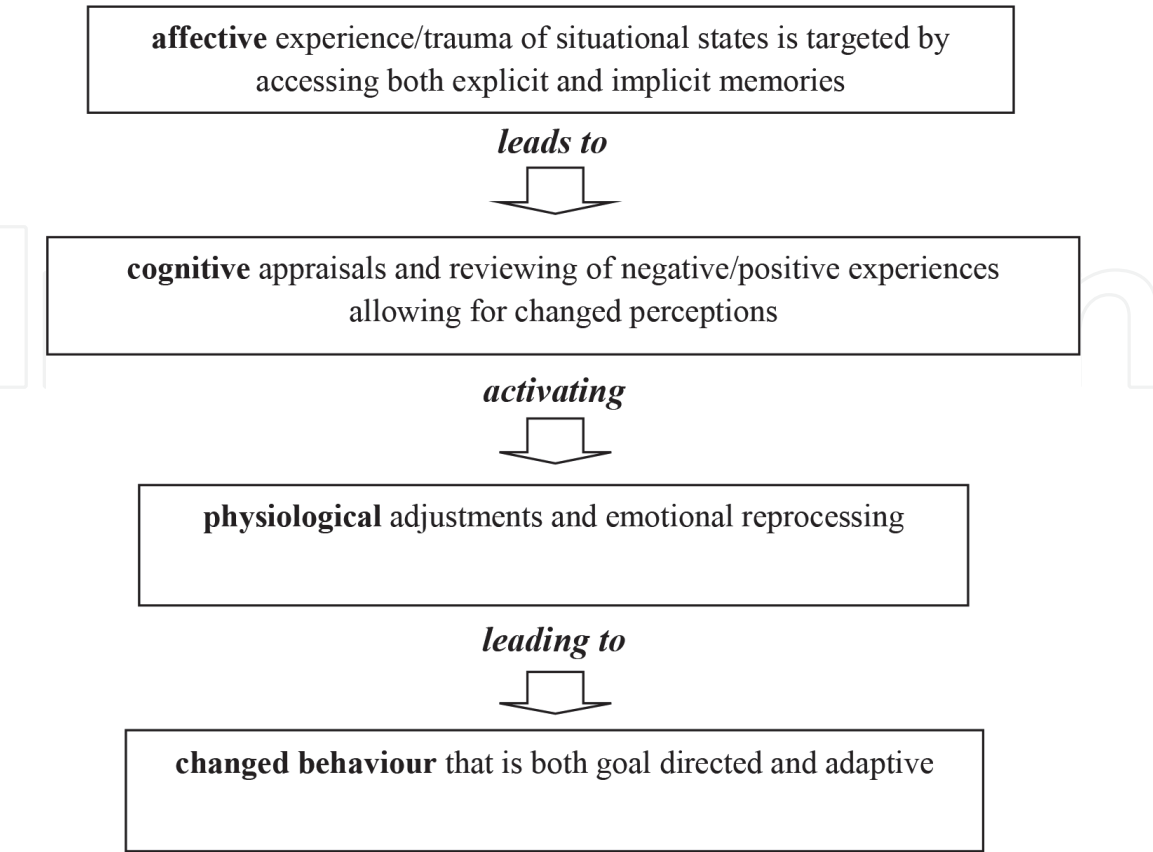 affective experience/trauma of situational states is targeted by
accessing both explicit and implicit memories
leads to
cognitive appraisals and reviewing of negative/positive experiences
allowing for changed perceptions
activating
physiological adjustments and emotional reprocessing
leading to
changed behaviour that is both goal directed and adaptive